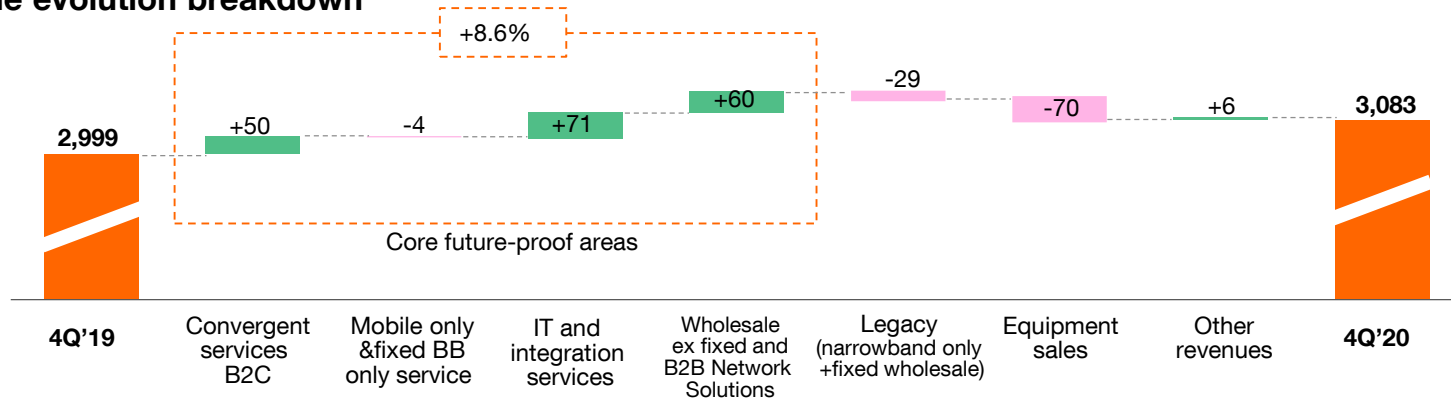 evolution breakdown
+8.6%
2,999
+50
-4
+71
+60
-29
-70
+6
3,083
Core future-proof areas
4Q'19
Convergent
services
B2C
Mobile only
&fixed BB
only service
IT and
integration
services
Wholesale
ex fixed and
B2B Network
Solutions
Legacy
(narrowband only
+fixed wholesale)
Equipment
sales
Other
revenues
4Q'20